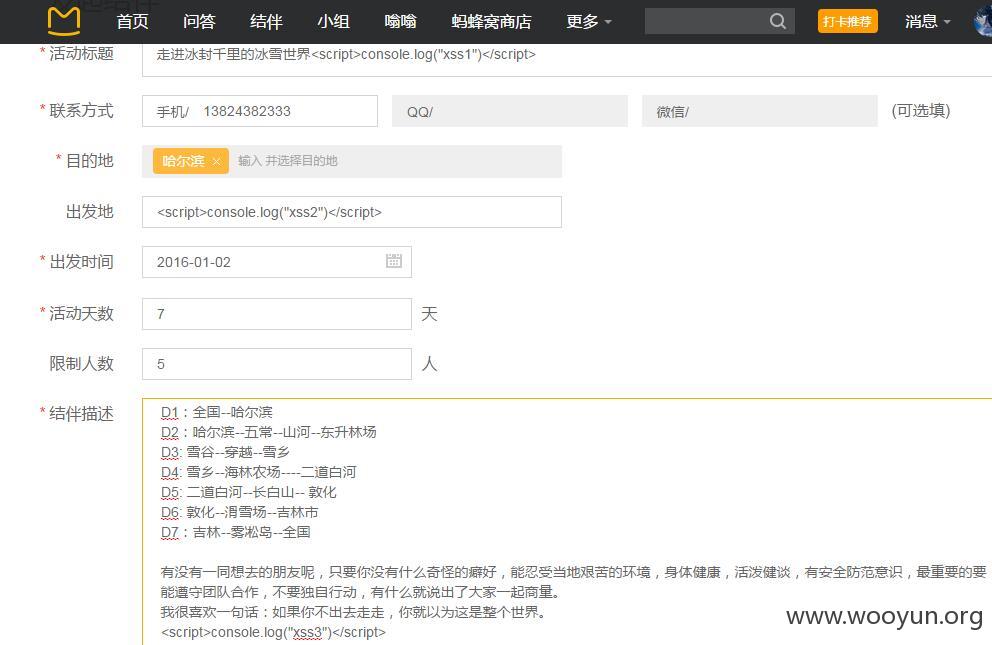 首页 问答 结伴 小组 嗡嗡 蚂蜂窝商店 更多 打卡推荐 消息
* 活动标题 走进冰封千里的冰雪世界<script>console.log("xss1")</script>
* 联系方式 手机/ 13824382333 QQ/ 微信/ (可选填)
* 目的地 哈尔滨 × 输入 并选择目的地
出发地 <script>console.log("xss2")</script>
* 出发时间 2016-01-02
* 活动天数 7 天
限制人数 5 人
* 结伴描述 D1：全国--哈尔滨
D2：哈尔滨--五常--山河--东升林场
D3: 雪谷--穿越--雪乡
D4: 雪乡--海林农场----二道白河
D5: 二道白河--长白山-- 敦化
D6: 敦化--滑雪场--吉林市
D7：吉林--雾凇岛--全国
有没有一同想去的朋友呢，只要你没有什么奇怪的癖好，能忍受当地艰苦的环境，身体健康，活泼健谈，有安全防范意识，最重要的要
能遵守团队合作，不要独自行动，有什么就说出了大家一起商量。
我很喜欢一句话：如果你不出去走走，你就以为这是整个世界。
<script>console.log("xss3")</script>
www.wooyun.org